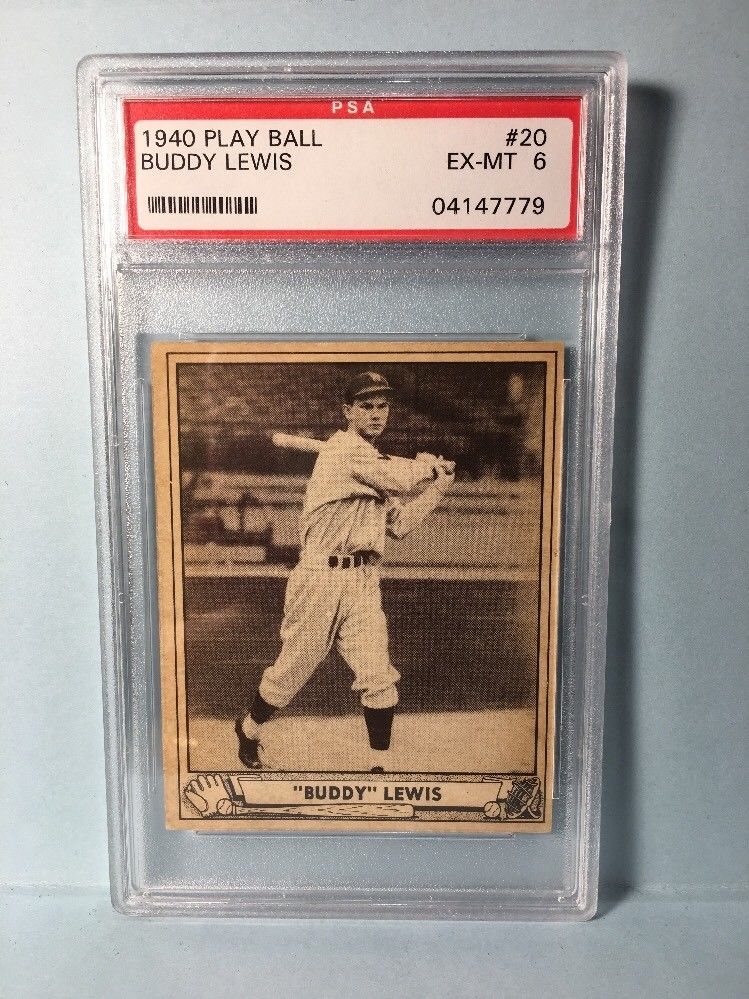 PSA
1940 PLAY BALL #20
BUDDY LEWIS EX-MT 6
04147779
"BUDDY" LEWIS